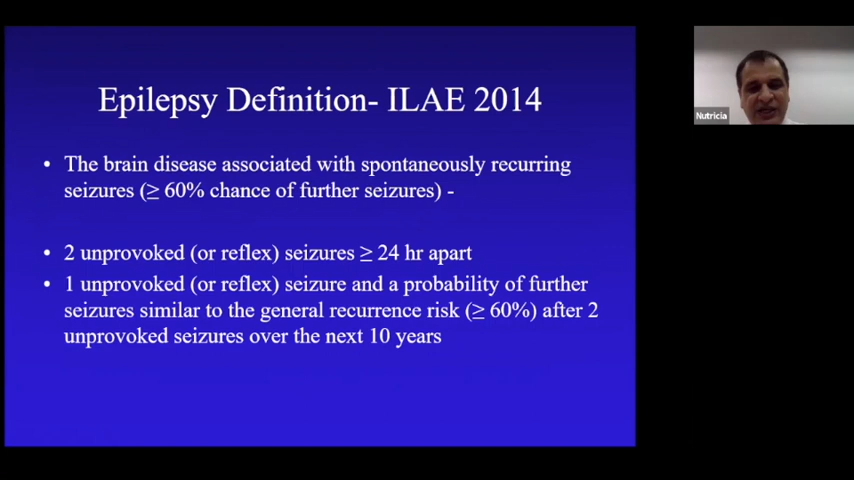 Epilepsy Definition- ILAE 2014
• The brain disease associated with spontaneously recurring
seizures (≥ 60% chance of further seizures) -
• 2 unprovoked (or reflex) seizures ≥ 24 hr apart
• 1 unprovoked (or reflex) seizure and a probability of further
seizures similar to the general recurrence risk (≥ 60%) after 2
unprovoked seizures over the next 10 years
Nutricia